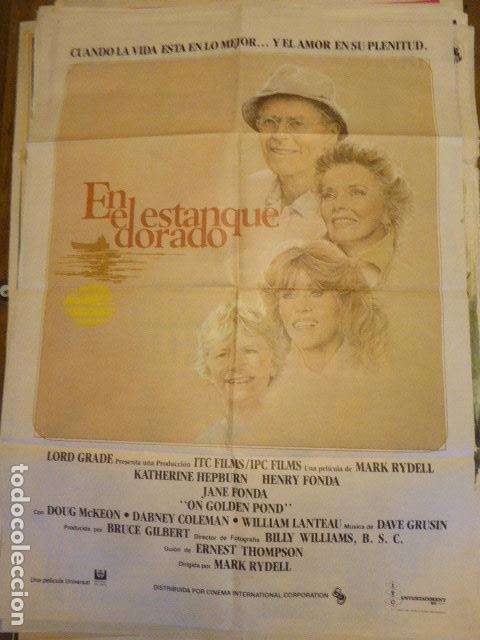 CUANDO LA VIDA ESTA EN LO MEJOR... Y EL AMOR EN SU PLENITUD.
En
el estanque
dorado
LORD GRADE Presenta una Producción ITC FILMS/IPC FILMS Una película de MARK RYDELL
KATHERINE HEPBURN HENRY FONDA
JANE FONDA
"ON GOLDEN POND"
Con DOUG McKEON • DABNEY COLEMAN • WILLIAM LANTEAU Música de DAVE GRUSIN
Producida por BRUCE GILBERT Director de Fotografía BILLY WILLIAMS, B. S. C.
Guión de ERNEST THOMPSON
Dirigida por MARK RYDELL
Una película Universal
DISTRIBUIDA POR CINEMA INTERNATIONAL CORPORATION
ITC ENTERTAINMENT
todocoleccion